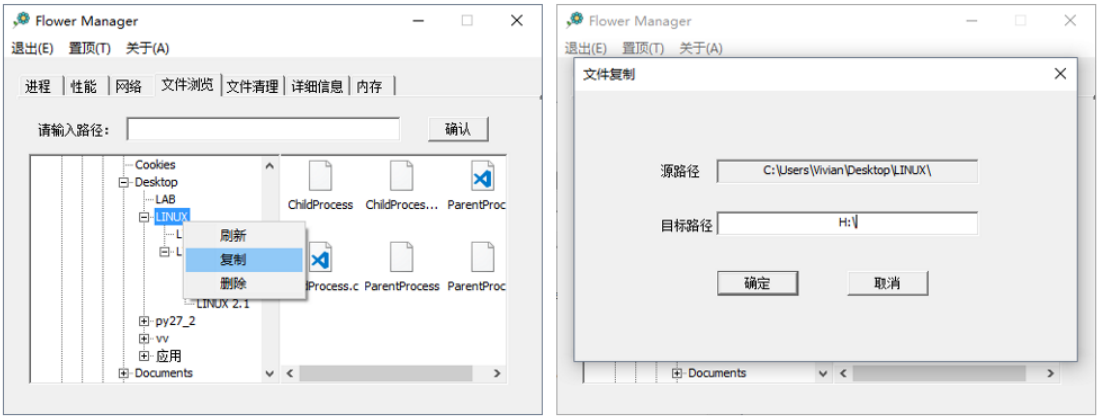 Flower Manager
退出(E) 置顶(T) 关于(A)
进程 性能 网络 文件浏览 文件清理 详细信息 内存
请输入路径： 确认
Cookies
Desktop
LAB
LINUX
L
L
LINUX 2.1
py27_2
vv
应用
Documents
刷新
复制
删除
ChildProcess ChildProces... ParentProc
Process.c ParentProcess ParentProc
Flower Manager
退出(E) 置顶(T) 关于(A)
文件复制
源路径 C:\Users\Vivian\Desktop\LINUX\
目标路径 H:\
确定 取消
Documents